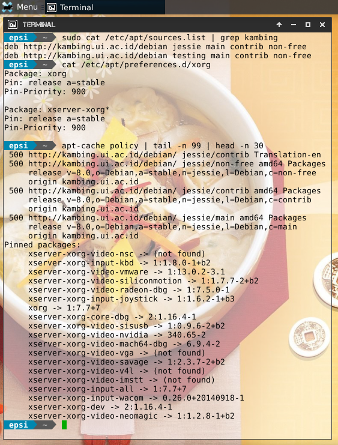 Menu Terminal
TERMINAL
epsi ~ sudo cat /etc/apt/sources.list | grep kambing
deb http://kambing.ui.ac.id/debian jessie main contrib non-free
deb http://kambing.ui.ac.id/debian testing main contrib non-free
epsi ~ cat /etc/apt/preferences.d/xorg
Package: xorg
Pin: release a=stable
Pin-Priority: 900
Package: xserver-xorg*
Pin: release a=stable
Pin-Priority: 900
epsi ~ apt-cache policy | tail -n 99 | head -n 30
500 http://kambing.ui.ac.id/debian/ jessie/contrib Translation-en
500 http://kambing.ui.ac.id/debian/ jessie/non-free amd64 Packages
release v=8.0,o=Debian,a=stable,n=jessie,l=Debian,c=non-free
origin kambing.ui.ac.id
500 http://kambing.ui.ac.id/debian/ jessie/contrib amd64 Packages
release v=8.0,o=Debian,a=stable,n=jessie,l=Debian,c=contrib
origin kambing.ui.ac.id
500 http://kambing.ui.ac.id/debian/ jessie/main amd64 Packages
release v=8.0,o=Debian,a=stable,n=jessie,l=Debian,c=main
origin kambing.ui.ac.id
Pinned packages:
xserver-xorg-video-nsc -> (not found)
xserver-xorg-input-kbd -> 1:1.8.0-1+b2
xserver-xorg-video-vmware -> 1:13.0.2-3.1
xserver-xorg-video-siliconmotion -> 1:1.7.7-2+b2
xserver-xorg-video-radeon-dbg -> 1:7.5.0-1
xserver-xorg-input-joystick -> 1:1.6.2-1+b3
xorg -> 1:7.7+7
xserver-xorg-core-dbg -> 2:1.16.4-1
xserver-xorg-video-sisusb -> 1:0.9.6-2+b2
xserver-xorg-video-nvidia -> 340.65-2
xserver-xorg-video-mach64-dbg -> 6.9.4-2
xserver-xorg-video-vga -> (not found)
xserver-xorg-video-savage -> 1:2.3.7-2+b2
xserver-xorg-video-v4l -> (not found)
xserver-xorg-video-imstt -> (not found)
xserver-xorg-input-all -> 1:7.7+7
xserver-xorg-input-wacom -> 0.26.0+20140918-1
xserver-xorg-dev -> 2:1.16.4-1
xserver-xorg-video-neomagic -> 1:1.2.8-1+b2
epsi ~